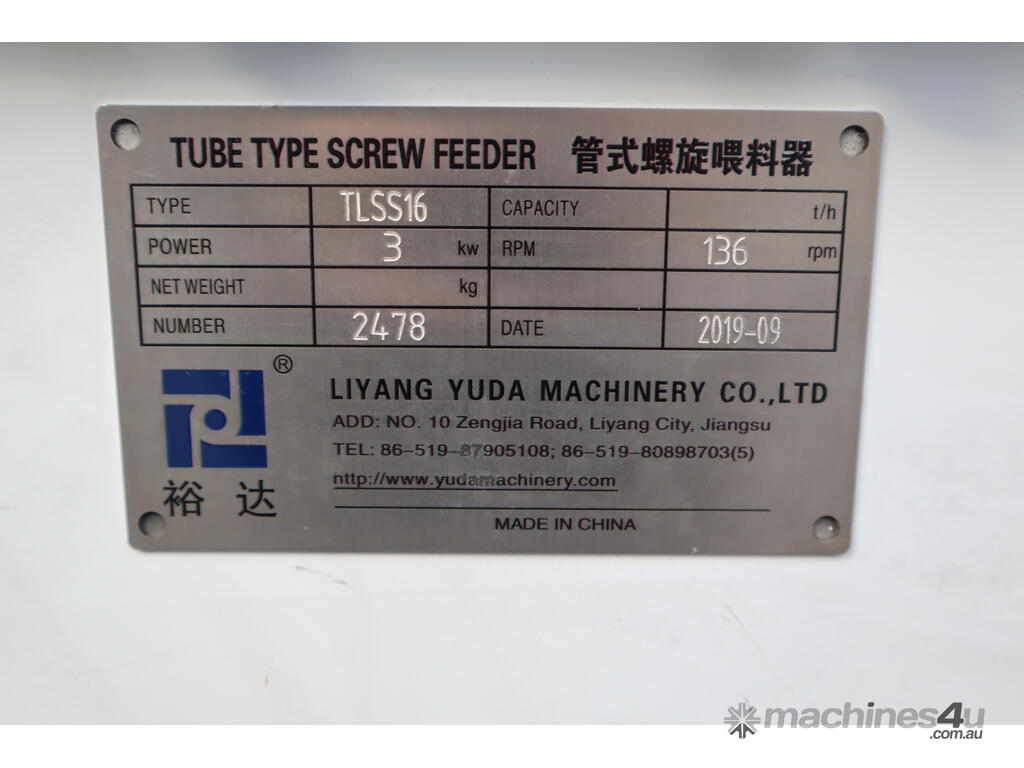 TUBE TYPE SCREW FEEDER 管式螺旋喂料器
TYPE TLSS16 CAPACITY t/h
POWER 3 kw RPM 136 rpm
NET WEIGHT kg
NUMBER 2478 DATE 2019-09
®
LIYANG YUDA MACHINERY CO.,LTD
ADD: NO. 10 Zengjia Road, Liyang City, Jiangsu
TEL: 86-519-87905108; 86-519-80898703(5)
http://www.yudamachinery.com
裕达
MADE IN CHINA
machines4u
.com.au